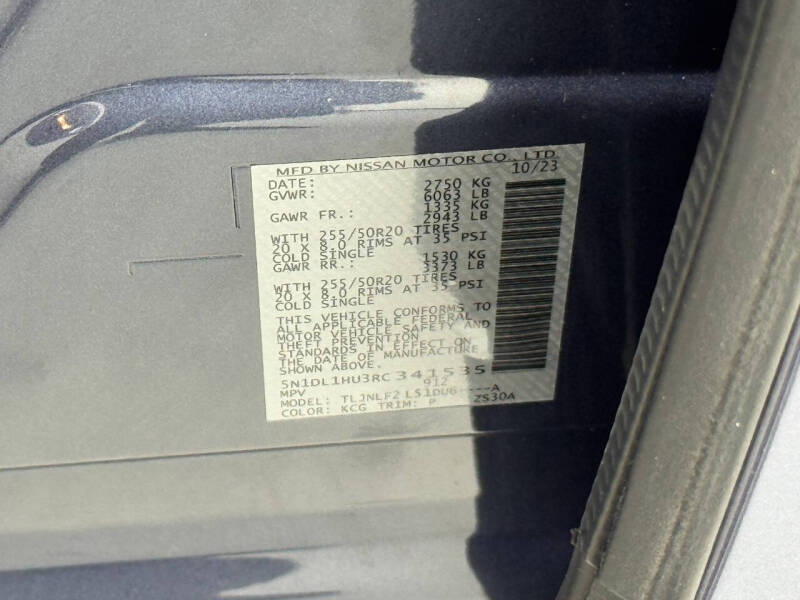 MFD BY NISSAN MOTOR CO., LTD.
DATE: 10/23
GVWR: 2750 KG
6063 LB
GAWR FR.: 1335 KG
2943 LB
WITH 255/50R20 TIRES
20 X 8.0 RIMS AT 35 PSI
COLD SINGLE
GAWR RR.: 1530 KG
3373 LB
WITH 255/50R20 TIRES
20 X 8.0 RIMS AT 35 PSI
COLD SINGLE
THIS VEHICLE CONFORMS TO
ALL APPLICABLE FEDERAL
MOTOR VEHICLE SAFETY AND
THEFT PREVENTION
STANDARDS IN EFFECT ON
THE DATE OF MANUFACTURE
SHOWN ABOVE.
5N1DL1HU3RC341535
MPV 912
MODEL: TLJNLF2 L51DU6----A
COLOR: KCG TRIM: P ZS30A